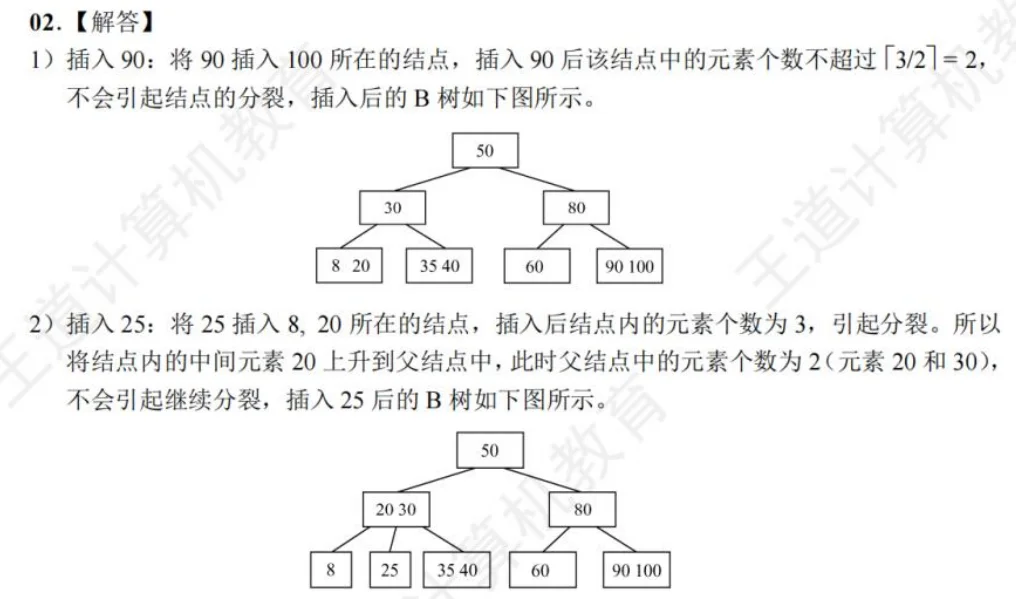 02.【解答】
1）插入 90：将 90 插入 100 所在的结点，插入 90 后该结点中的元素个数不超过⌈3/2⌉= 2，
不会引起结点的分裂，插入后的 B 树如下图所示。
50
30 80
8 20 35 40 60 90 100
2）插入 25：将 25 插入 8, 20 所在的结点，插入后结点内的元素个数为 3，引起分裂。所以
将结点内的中间元素 20 上升到父结点中，此时父结点中的元素个数为 2（元素 20 和 30），
不会引起继续分裂，插入 25 后的 B 树如下图所示。
50
20 30 80
8 25 35 40 60 90 100
王道计算机教育
王道计算机教
计算机教育